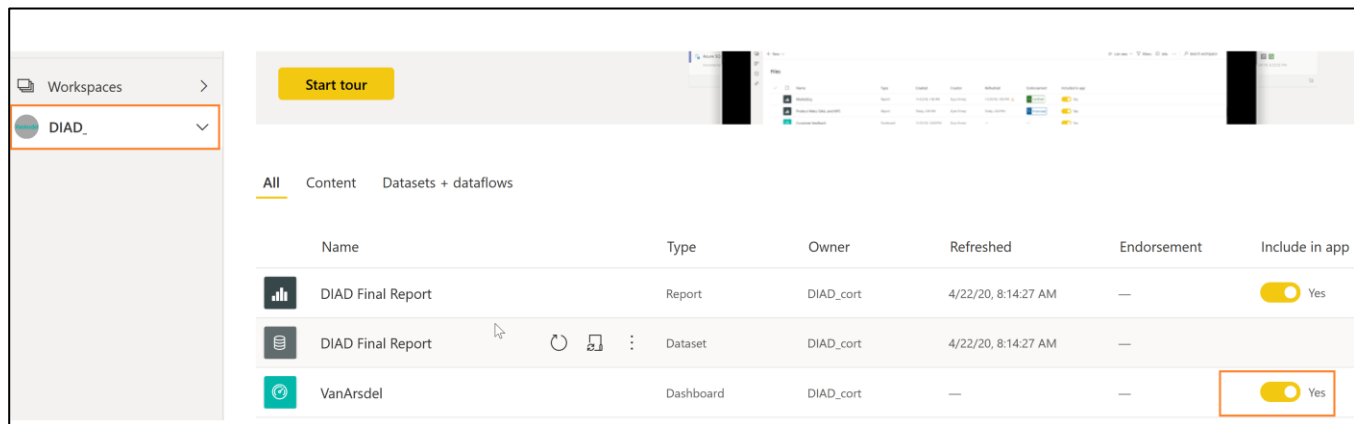 Workspaces
DIAD_
Start tour
All Content Datasets + dataflows
Name Type Owner Refreshed Endorsement Include in app
DIAD Final Report Report DIAD_cort 4/22/20, 8:14:27 AM — Yes
DIAD Final Report Dataset DIAD_cort 4/22/20, 8:14:27 AM —
VanArsdel Dashboard DIAD_cort — — Yes